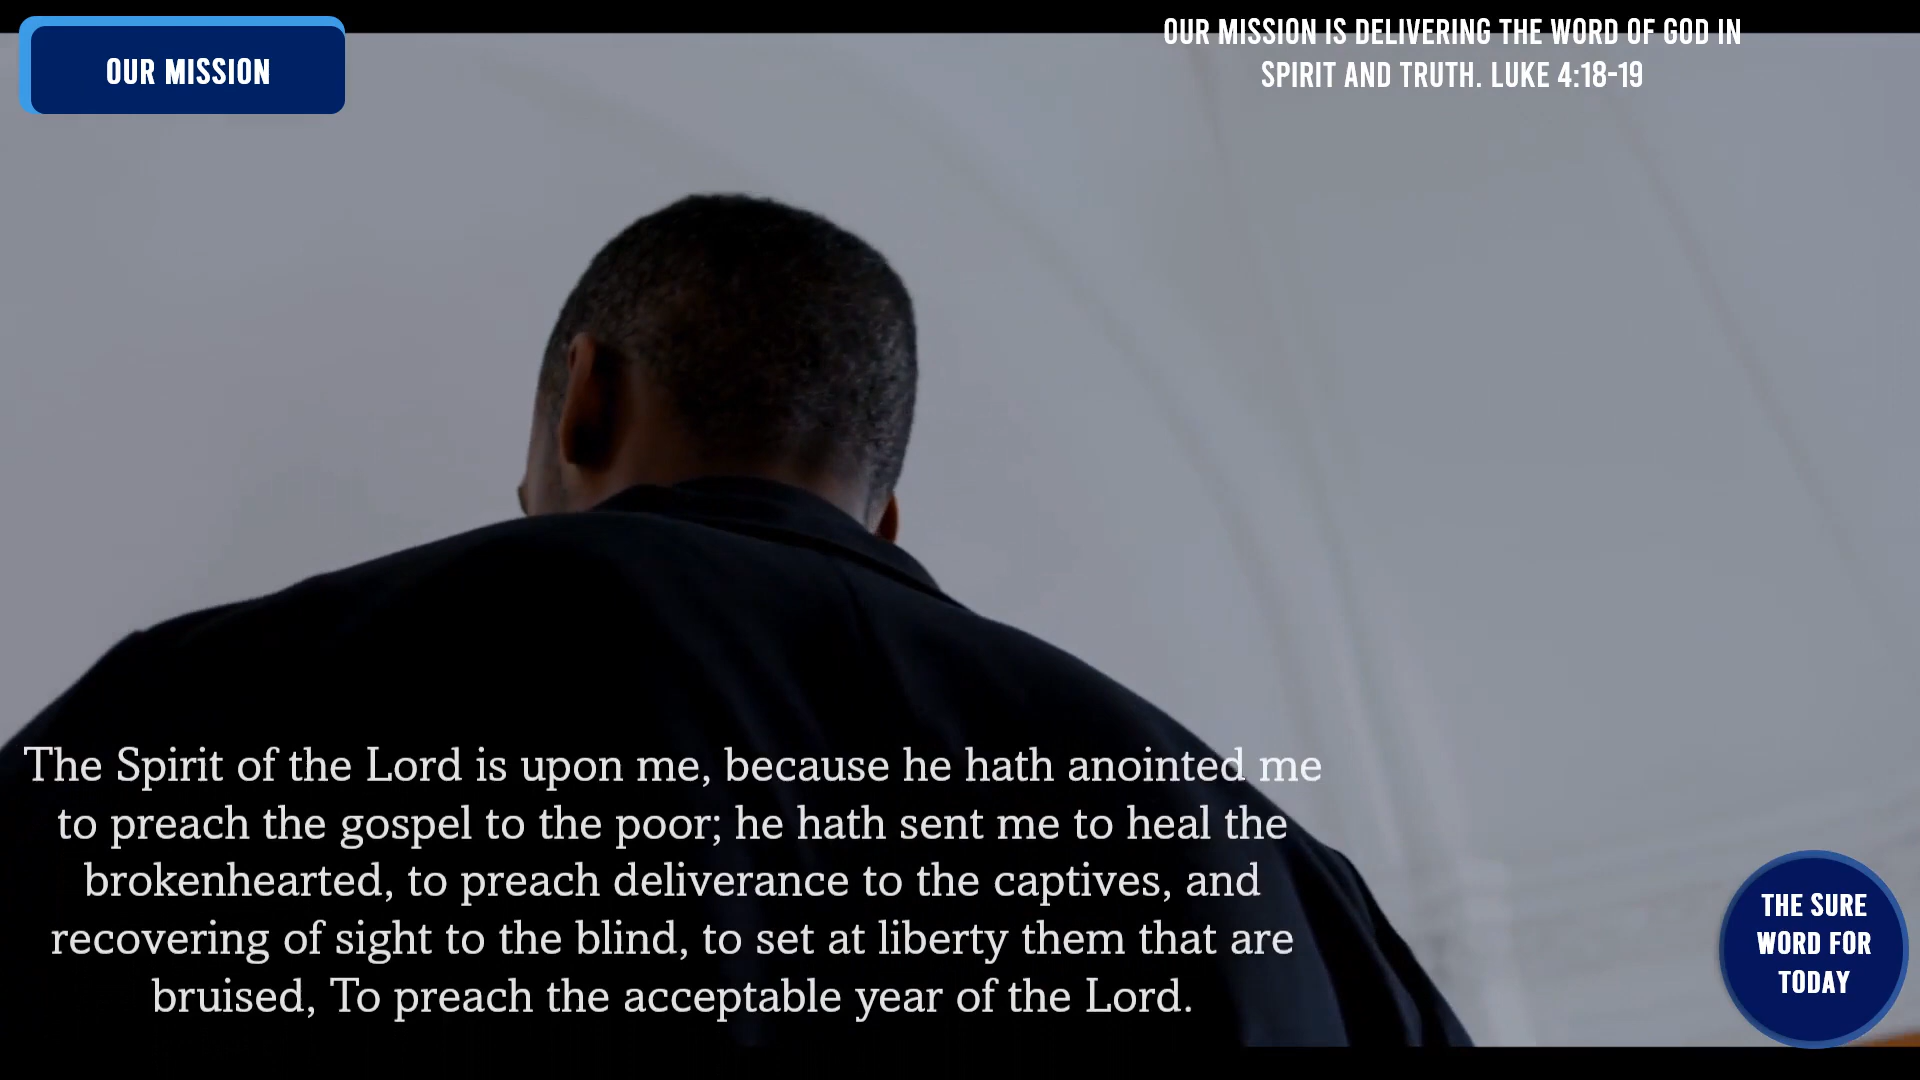 OUR MISSION
OUR MISSION IS DELIVERING THE WORD OF GOD IN
SPIRIT AND TRUTH. LUKE 4:18-19
The Spirit of the Lord is upon me, because he hath anointed me
to preach the gospel to the poor; he hath sent me to heal the
brokenhearted, to preach deliverance to the captives, and
recovering of sight to the blind, to set at liberty them that are
bruised, To preach the acceptable year of the Lord.
THE SURE
WORD FOR
TODAY